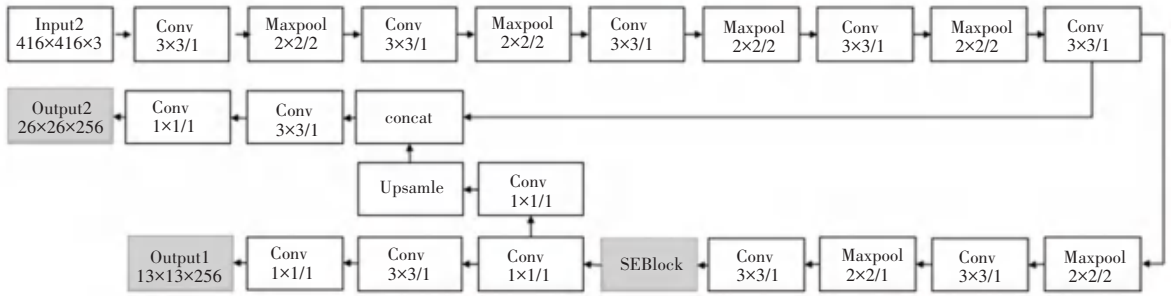 Input2
416×416×3
Conv
3×3/1
Maxpool
2×2/2
Conv
3×3/1
Maxpool
2×2/2
Conv
3×3/1
Maxpool
2×2/2
Conv
3×3/1
Maxpool
2×2/2
Conv
3×3/1
Output2
26×26×256
Conv
1×1/1
Conv
3×3/1
concat
Upsamle
Conv
1×1/1
Output1
13×13×256
Conv
1×1/1
Conv
3×3/1
Conv
1×1/1
SEBlock
Conv
3×3/1
Maxpool
2×2/1
Conv
3×3/1
Maxpool
2×2/2